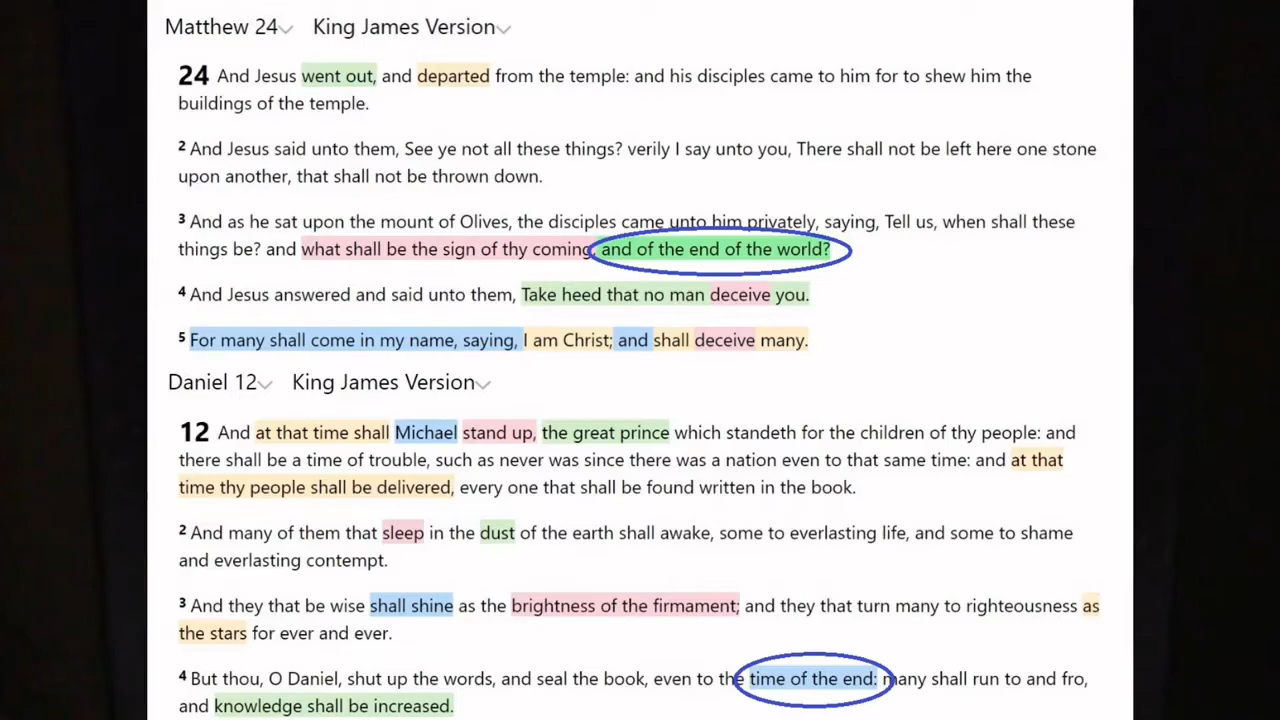 Matthew 24 King James Version
24 And Jesus went out, and departed from the temple: and his disciples came to him for to shew him the
buildings of the temple.
2 And Jesus said unto them, See ye not all these things? verily I say unto you, There shall not be left here one stone
upon another, that shall not be thrown down.
3 And as he sat upon the mount of Olives, the disciples came unto him privately, saying, Tell us, when shall these
things be? and what shall be the sign of thy coming, and of the end of the world?
4 And Jesus answered and said unto them, Take heed that no man deceive you.
5 For many shall come in my name, saying, I am Christ; and shall deceive many.
Daniel 12 King James Version
12 And at that time shall Michael stand up, the great prince which standeth for the children of thy people: and
there shall be a time of trouble, such as never was since there was a nation even to that same time: and at that
time thy people shall be delivered, every one that shall be found written in the book.
2 And many of them that sleep in the dust of the earth shall awake, some to everlasting life, and some to shame
and everlasting contempt.
3 And they that be wise shall shine as the brightness of the firmament; and they that turn many to righteousness as
the stars for ever and ever.
4 But thou, O Daniel, shut up the words, and seal the book, even to the time of the end: many shall run to and fro,
and knowledge shall be increased.